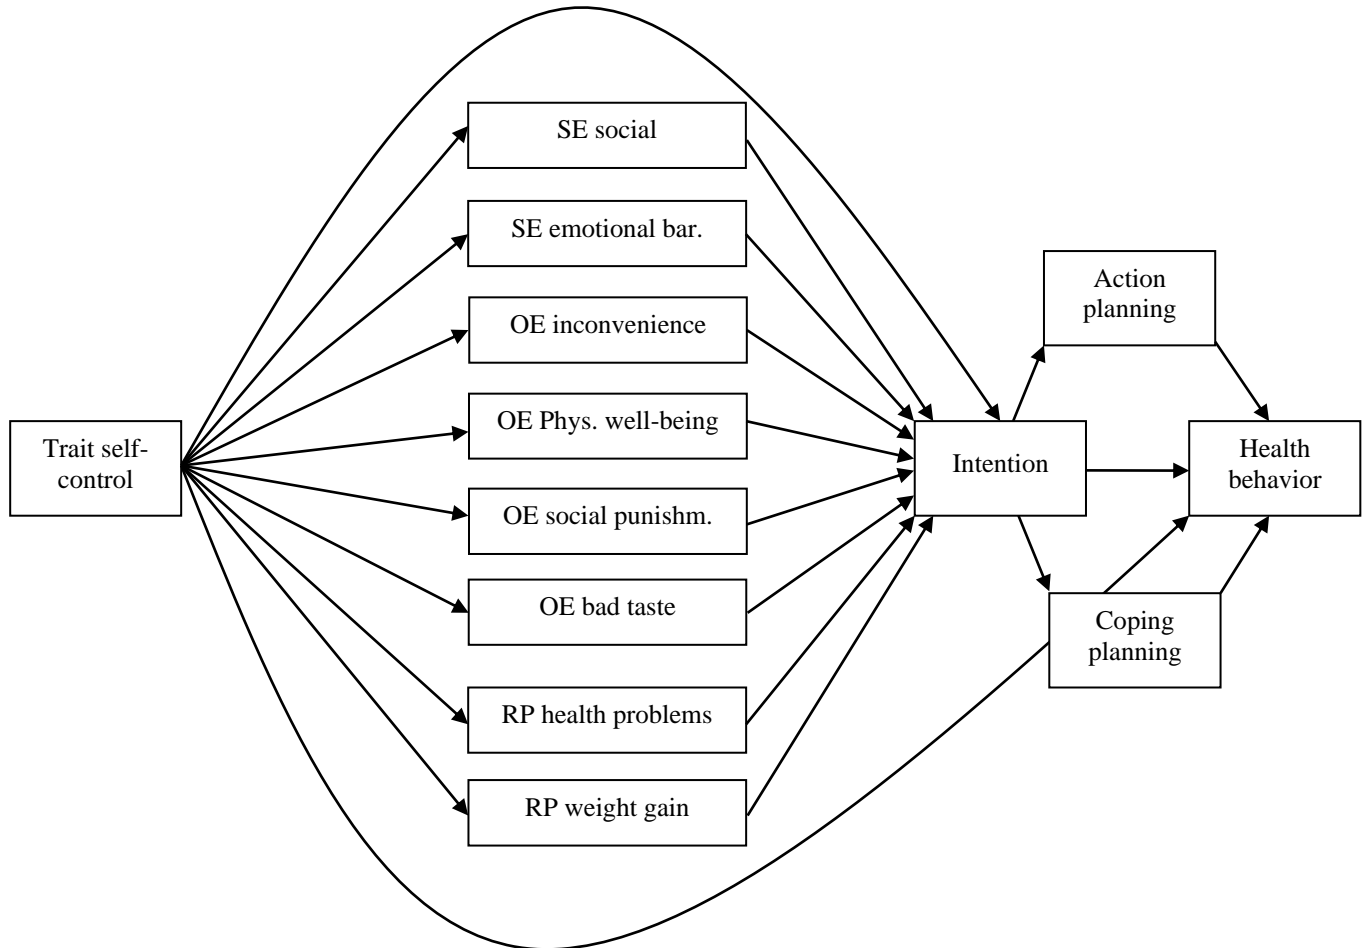 SE social
SE emotional bar.
OE inconvenience
OE Phys. well-being
OE social punishm.
OE bad taste
RP health problems
RP weight gain
Trait self-
control
Intention
Action
planning
Coping
planning
Health
behavior